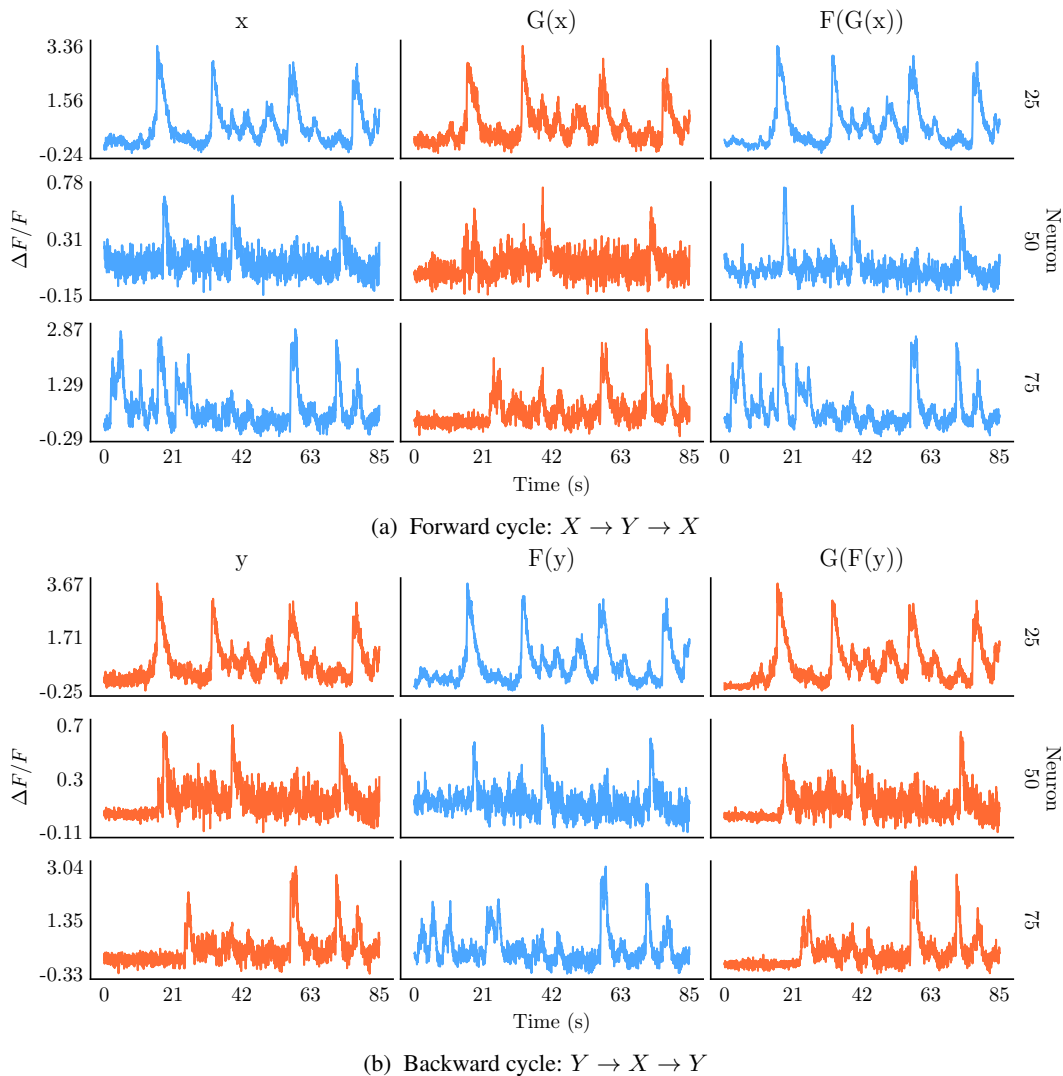 x G(x) F(G(x))
3.36
1.56
-0.24
25
0.78
0.31
-0.15
50
2.87
1.29
-0.29
75
ΔF/F
Neuron
0 21 42 63 85 0 21 42 63 85 0 21 42 63 85
Time (s) Time (s) Time (s)
(a) Forward cycle: X → Y → X
y F(y) G(F(y))
3.67
1.71
-0.25
25
0.7
0.3
-0.11
50
3.04
1.35
-0.33
75
ΔF/F
Neuron
0 21 42 63 85 0 21 42 63 85 0 21 42 63 85
Time (s) Time (s) Time (s)
(b) Backward cycle: Y → X → Y